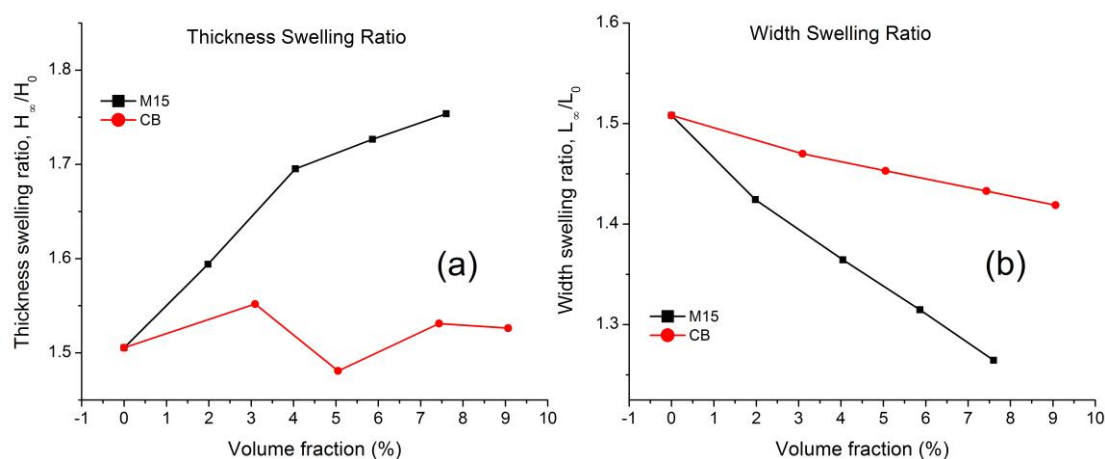 Thickness Swelling Ratio
Thickness swelling ratio, H∞/H0
1.8
1.7
1.6
1.5
M15
CB
(a)
-1 0 1 2 3 4 5 6 7 8 9 10
Volume fraction (%)
Width Swelling Ratio
Width swelling ratio, L∞/L0
1.6
1.5
1.4
1.3
M15
CB
(b)
-1 0 1 2 3 4 5 6 7 8 9 10
Volume fraction (%)